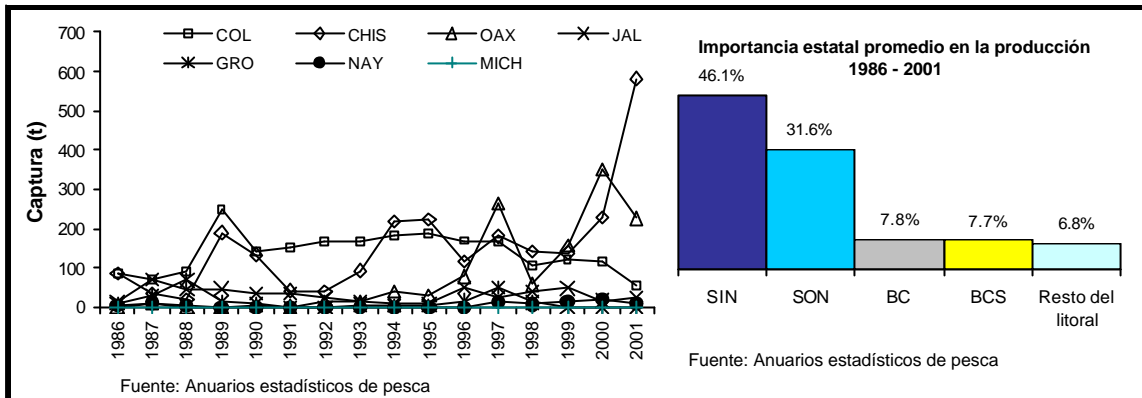 COL CHIS OAX JAL
GRO NAY MICH
Captura (t)
700
600
500
400
300
200
100
0
1986 1987 1988 1989 1990 1991 1992 1993 1994 1995 1996 1997 1998 1999 2000 2001
Fuente: Anuarios estadísticos de pesca
Importancia estatal promedio en la producción
1986 - 2001
46.1%
31.6%
7.8%
7.7%
6.8%
SIN SON BC BCS Resto del
litoral
Fuente: Anuarios estadísticos de pesca